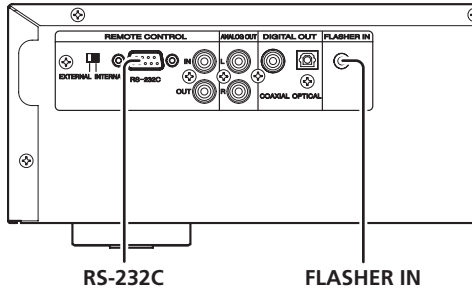 REMOTE CONTROL ANALOG OUT DIGITAL OUT FLASHER IN
IN L
EXTERNAL INTERNAL RS-232C
OUT R COAXIAL OPTICAL
RS-232C FLASHER IN